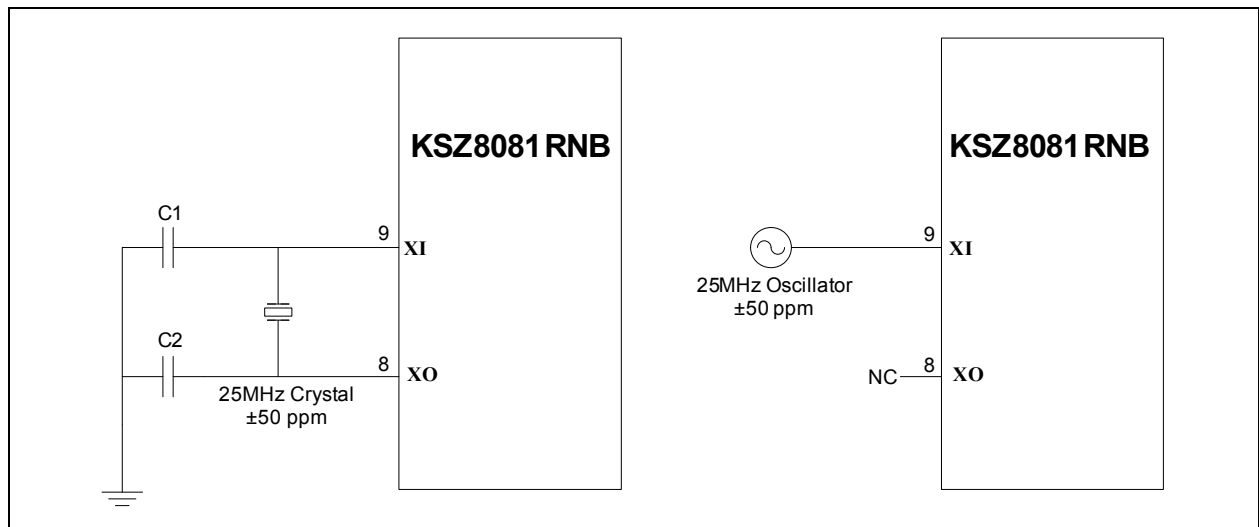 KSZ8081RNB
C1
9
XI
C2
8
XO
25MHz Crystal
±50 ppm
KSZ8081RNB
9
XI
25MHz Oscillator
±50 ppm
NC
8
XO